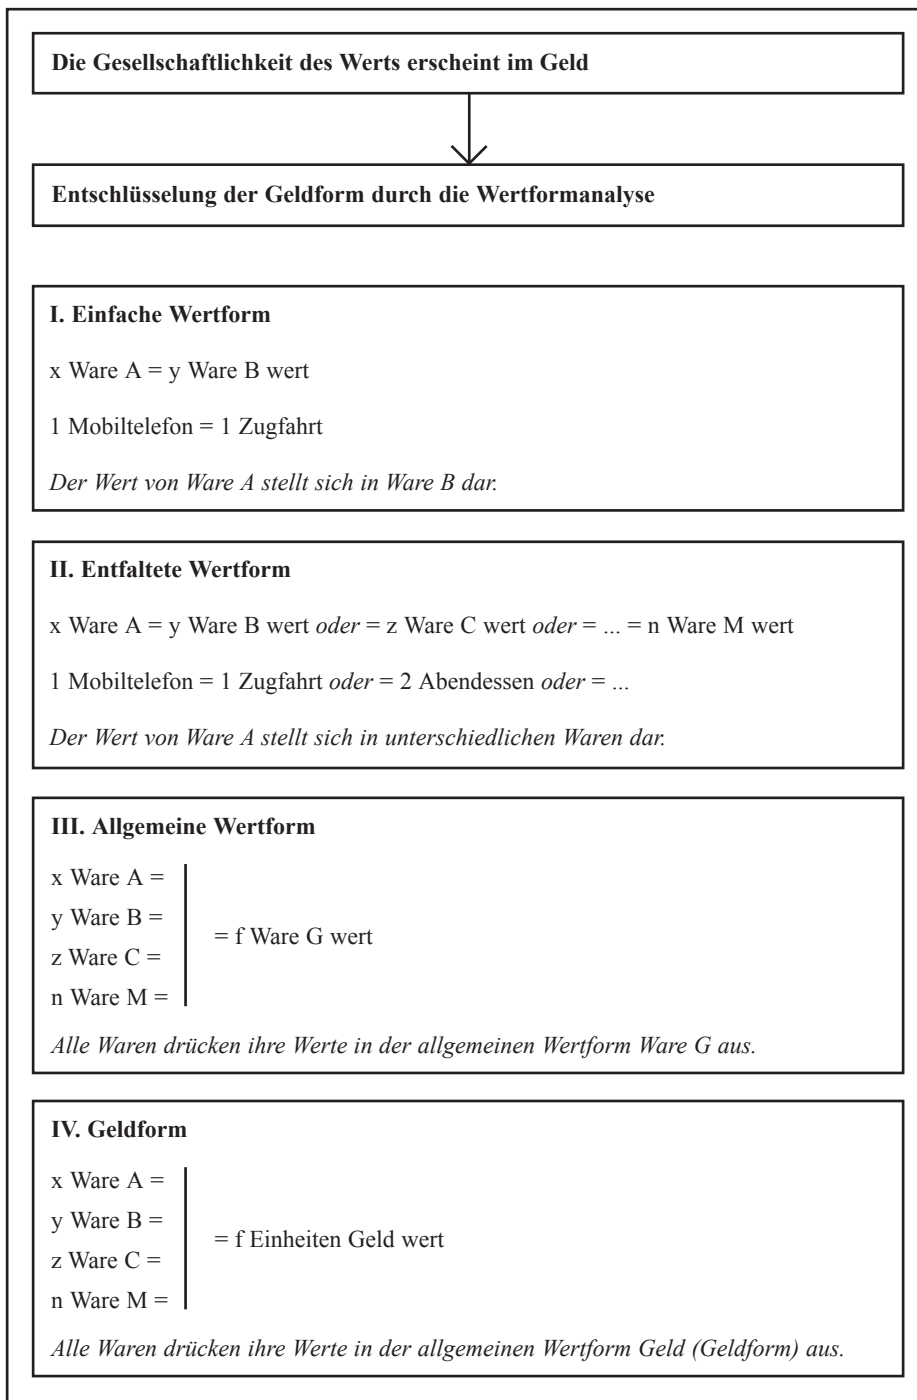 Die Gesellschaftlichkeit des Werts erscheint im Geld
Entschlüsselung der Geldform durch die Wertformanalyse
I. Einfache Wertform
x Ware A = y Ware B wert
1 Mobiltelefon = 1 Zugfahrt
Der Wert von Ware A stellt sich in Ware B dar.
II. Entfaltete Wertform
x Ware A = y Ware B wert oder = z Ware C wert oder = ... = n Ware M wert
1 Mobiltelefon = 1 Zugfahrt oder = 2 Abendessen oder = ...
Der Wert von Ware A stellt sich in unterschiedlichen Waren dar.
III. Allgemeine Wertform
x Ware A =
y Ware B =
= f Ware G wert
z Ware C =
n Ware M =
Alle Waren drücken ihre Werte in der allgemeinen Wertform Ware G aus.
IV. Geldform
x Ware A =
y Ware B =
= f Einheiten Geld wert
z Ware C =
n Ware M =
Alle Waren drücken ihre Werte in der allgemeinen Wertform Geld (Geldform) aus.